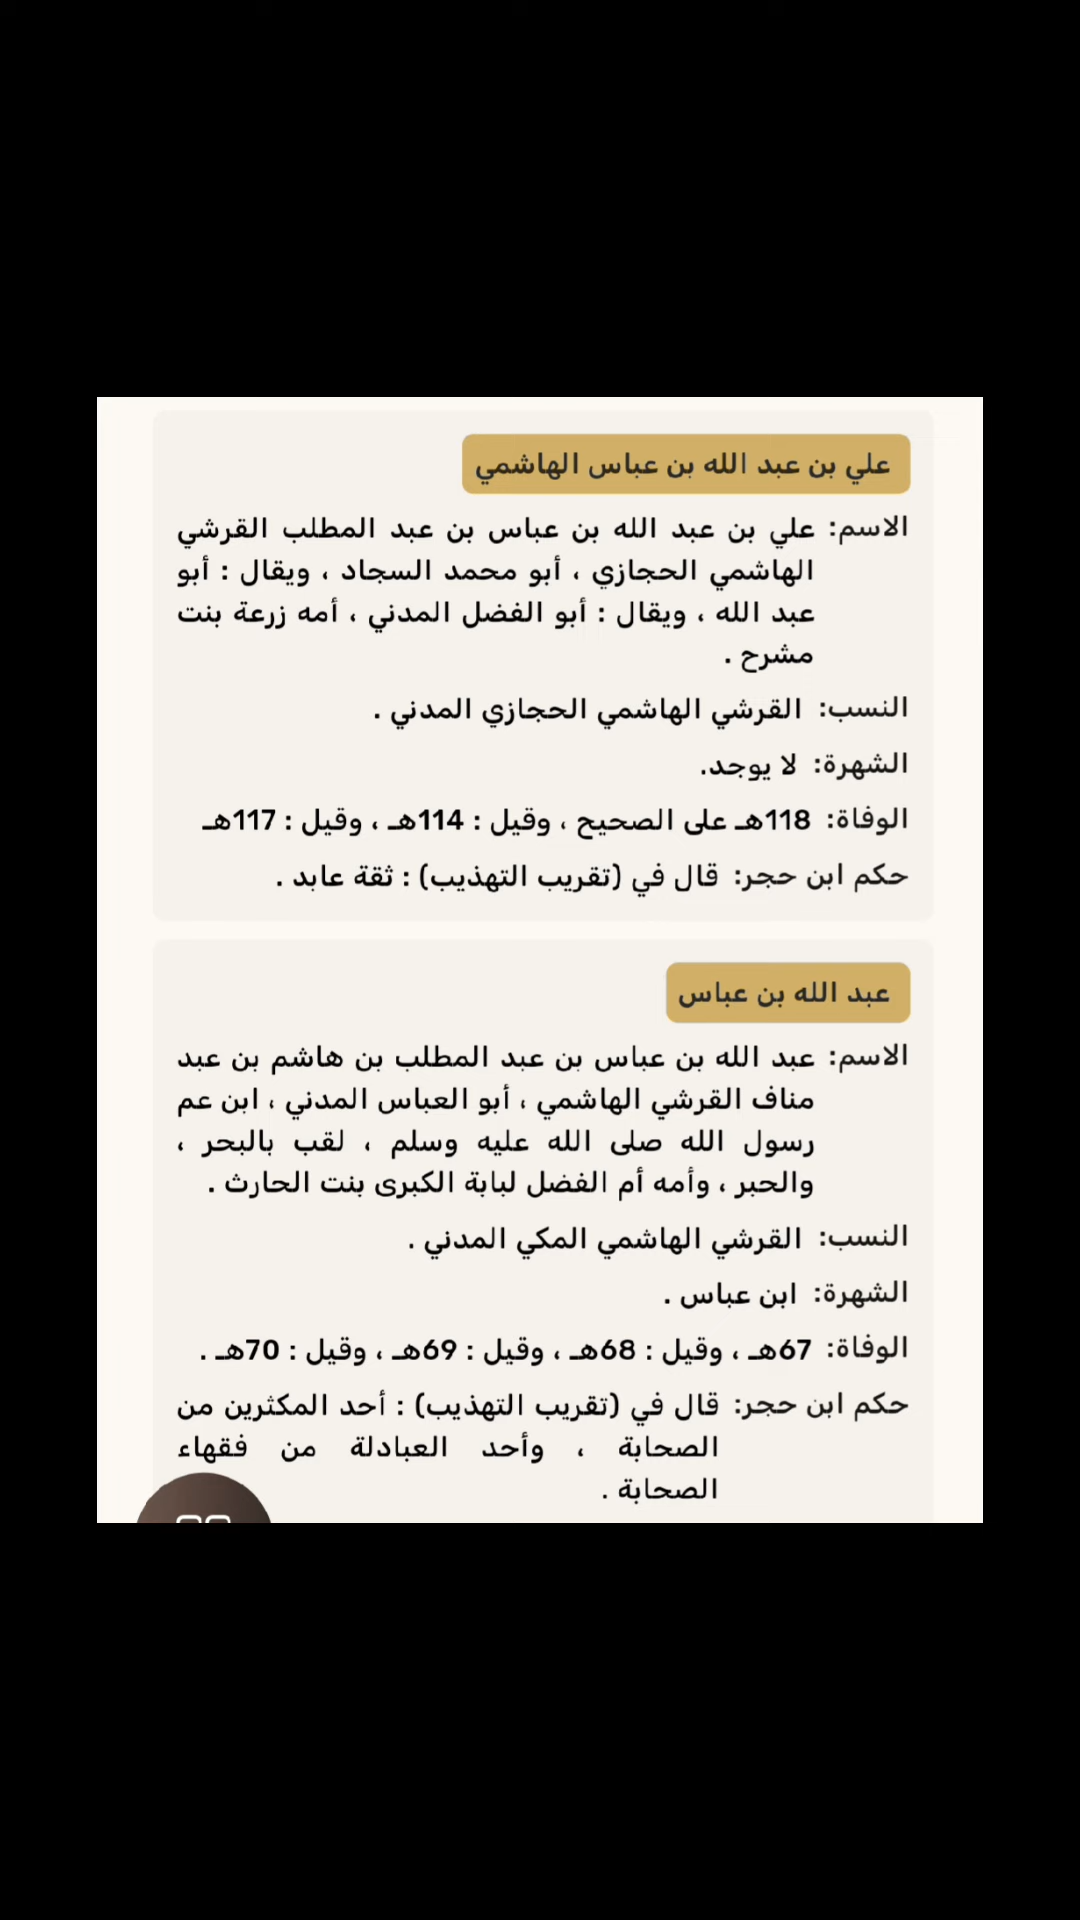 علي بن عبد الله بن عباس الهاشمي
الاسم: علي بن عبد الله بن عباس بن عبد المطلب القرشي
الهاشمي الحجازي ، أبو محمد السجاد ، ويقال : أبو
عبد الله ، ويقال : أبو الفضل المدني ، أمه زرعة بنت
مشرح .
النسب: القرشي الهاشمي الحجازي المدني .
الشهرة: لا يوجد.
الوفاة: 118هـ على الصحيح ، وقيل : 114هـ ، وقيل : 117هـ
حكم ابن حجر: قال في (تقريب التهذيب) : ثقة عابد .
عبد الله بن عباس
الاسم: عبد الله بن عباس بن عبد المطلب بن هاشم بن عبد
مناف القرشي الهاشمي ، أبو العباس المدني ، ابن عم
رسول الله صلى الله عليه وسلم ، لقب بالبحر ،
والحبر ، وأمه أم الفضل لبابة الكبرى بنت الحارث .
النسب: القرشي الهاشمي المكي المدني .
الشهرة: ابن عباس .
الوفاة: 67هـ ، وقيل : 68هـ ، وقيل : 69هـ ، وقيل : 70هـ .
حكم ابن حجر: قال في (تقريب التهذيب) : أحد المكثرين من
الصحابة ، وأحد العبادلة من فقهاء
الصحابة .